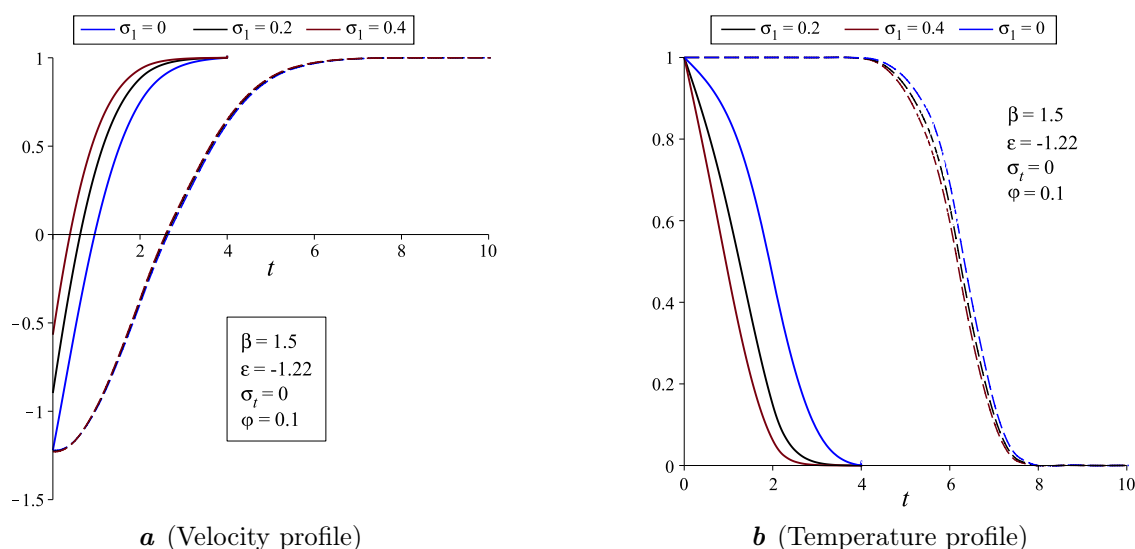 σ₁ = 0 σ₁ = 0.2 σ₁ = 0.4
1
0.5
0
−0.5
−1
−1.5
2 4 6 8 10
t
β = 1.5
ε = -1.22
σₜ = 0
φ = 0.1
a (Velocity profile)
σ₁ = 0.2 σ₁ = 0.4 σ₁ = 0
1
0.8
0.6
0.4
0.2
0
0 2 4 6 8 10
t
β = 1.5
ε = -1.22
σₜ = 0
φ = 0.1
b (Temperature profile)